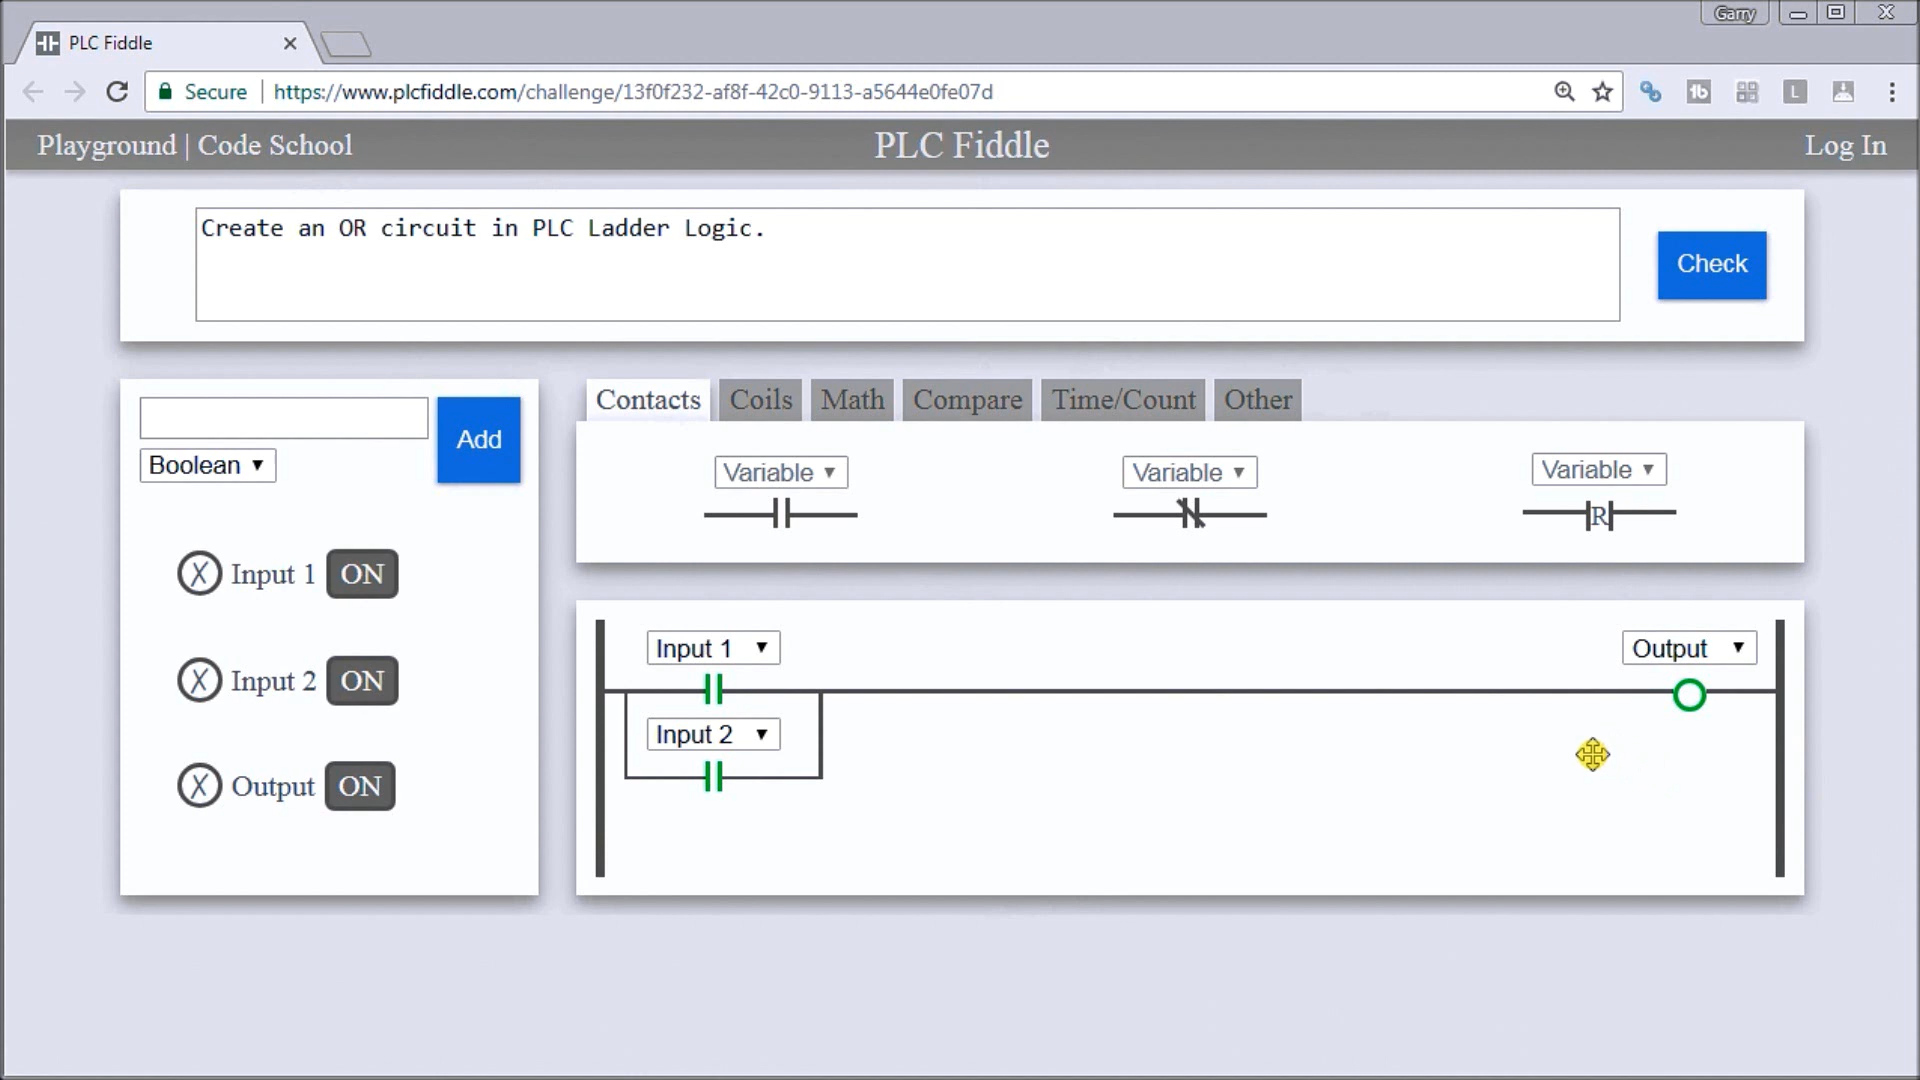 Garry
PLC Fiddle
Secure
https://www.plcfiddle.com/challenge/13f0f232-af8f-42c0-9113-a5644e0fe07d
1b
L
Playground | Code School
PLC Fiddle
Log In
Create an OR circuit in PLC Ladder Logic.
Check
Contacts
Coils
Math
Compare
Time/Count
Other
Add
Boolean
Variable
Variable
Variable
R
X Input 1 ON
X Input 2 ON
X Output ON
Input 1
Output
Input 2